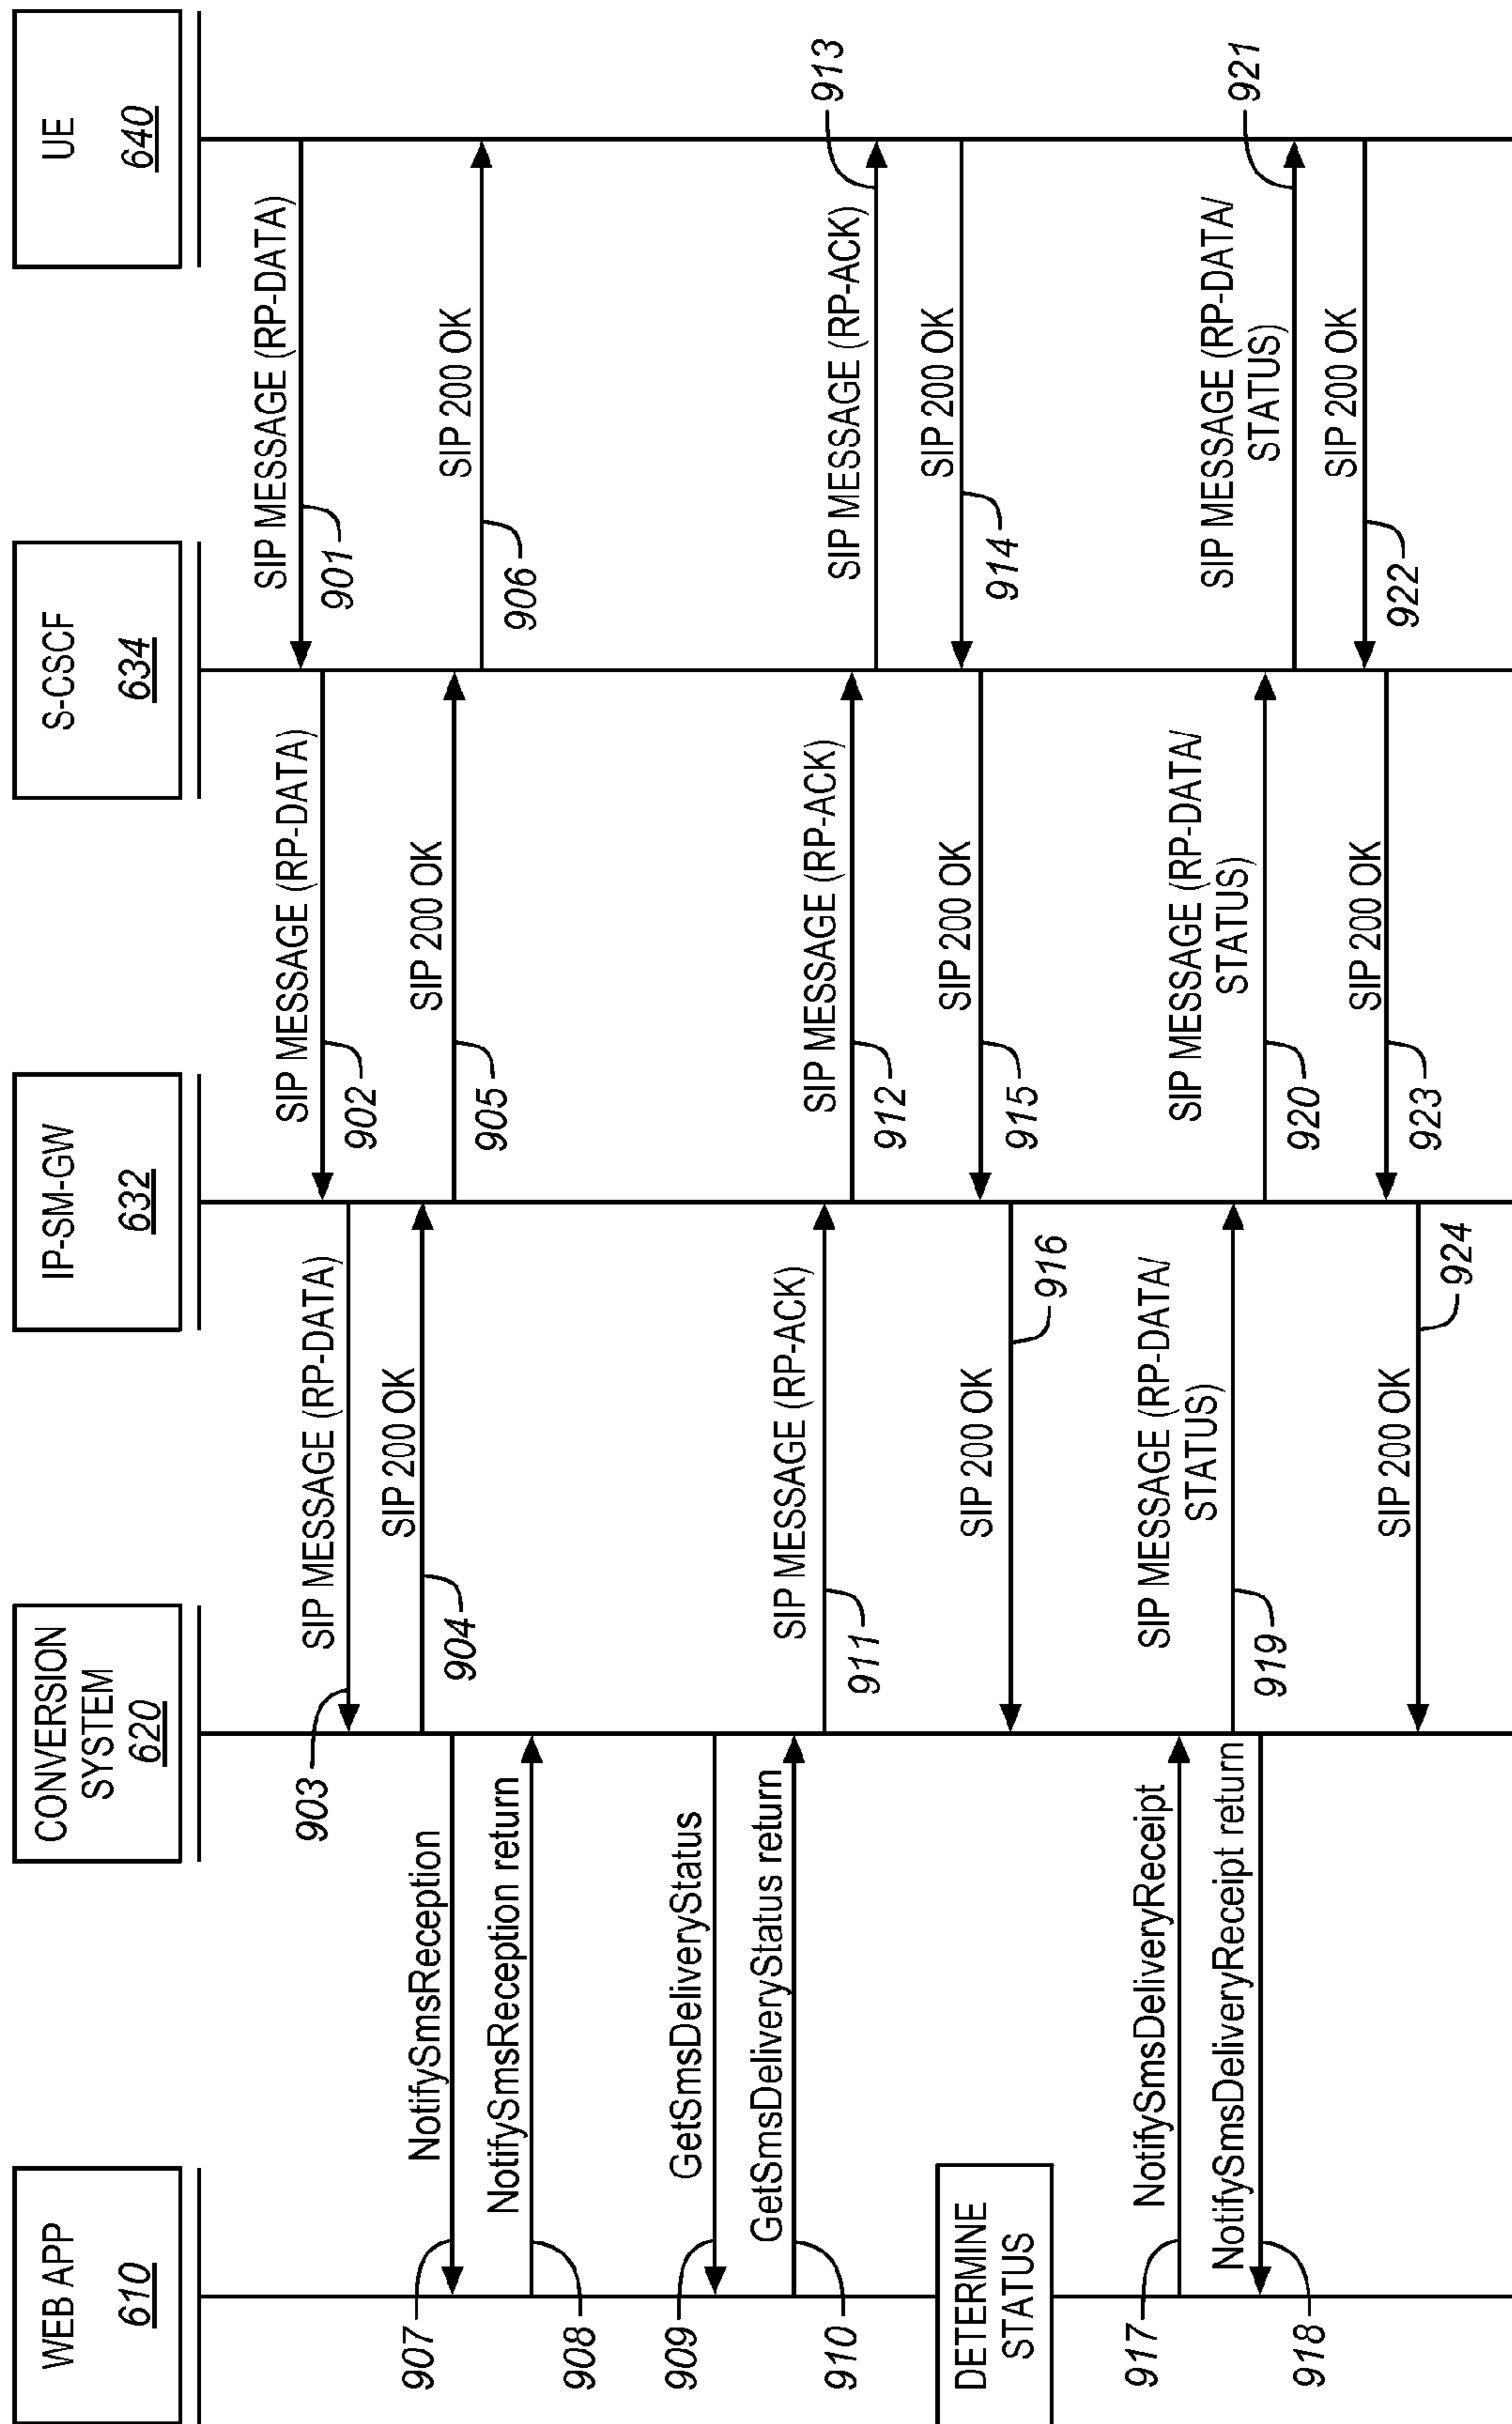 WEB APP
610
CONVERSION
SYSTEM
620
IP-SM-GW
632
S-CSCF
634
UE
640
SIP MESSAGE (RP-DATA)
901
SIP MESSAGE (RP-DATA)
902
SIP MESSAGE (RP-DATA)
903
SIP 200 OK
904
SIP 200 OK
905
SIP 200 OK
906
NotifySmsReception
907
NotifySmsReception return
908
GetSmsDeliveryStatus
909
GetSmsDeliveryStatus return
910
SIP MESSAGE (RP-ACK)
911
SIP MESSAGE (RP-ACK)
912
SIP MESSAGE (RP-ACK)
913
SIP 200 OK
914
SIP 200 OK
915
SIP 200 OK
916
DETERMINE
STATUS
NotifySmsDeliveryReceipt
917
NotifySmsDeliveryReceipt return
918
SIP MESSAGE (RP-DATA/
STATUS)
919
SIP MESSAGE (RP-DATA/
STATUS)
920
SIP MESSAGE (RP-DATA/
STATUS)
921
SIP 200 OK
922
SIP 200 OK
923
SIP 200 OK
924